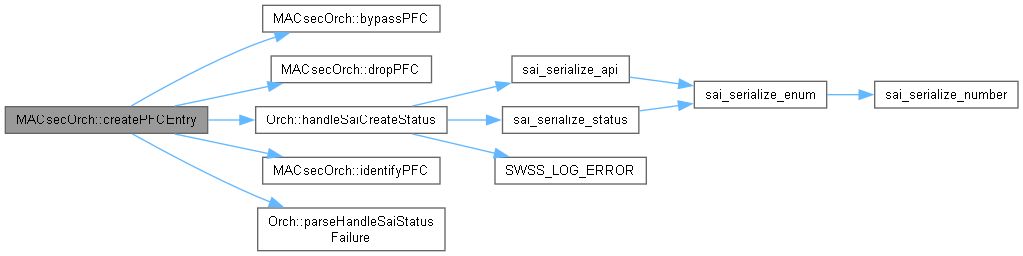 MACsecOrch::bypassPFC
MACsecOrch::dropPFC
sai_serialize_api
sai_serialize_enum
sai_serialize_number
MACsecOrch::createPFCEntry
Orch::handleSaiCreateStatus
sai_serialize_status
MACsecOrch::identifyPFC
SWSS_LOG_ERROR
Orch::parseHandleSaiStatus
Failure